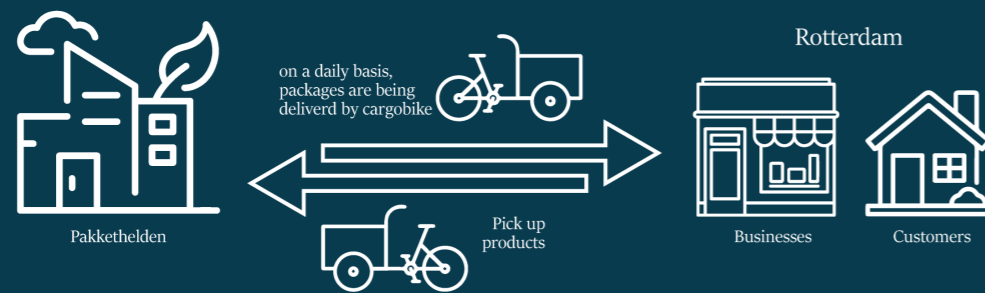 Rotterdam
on a daily basis,
packages are being
deliverd by cargobike
Pick up
products
Pakkethelden
Businesses
Customers